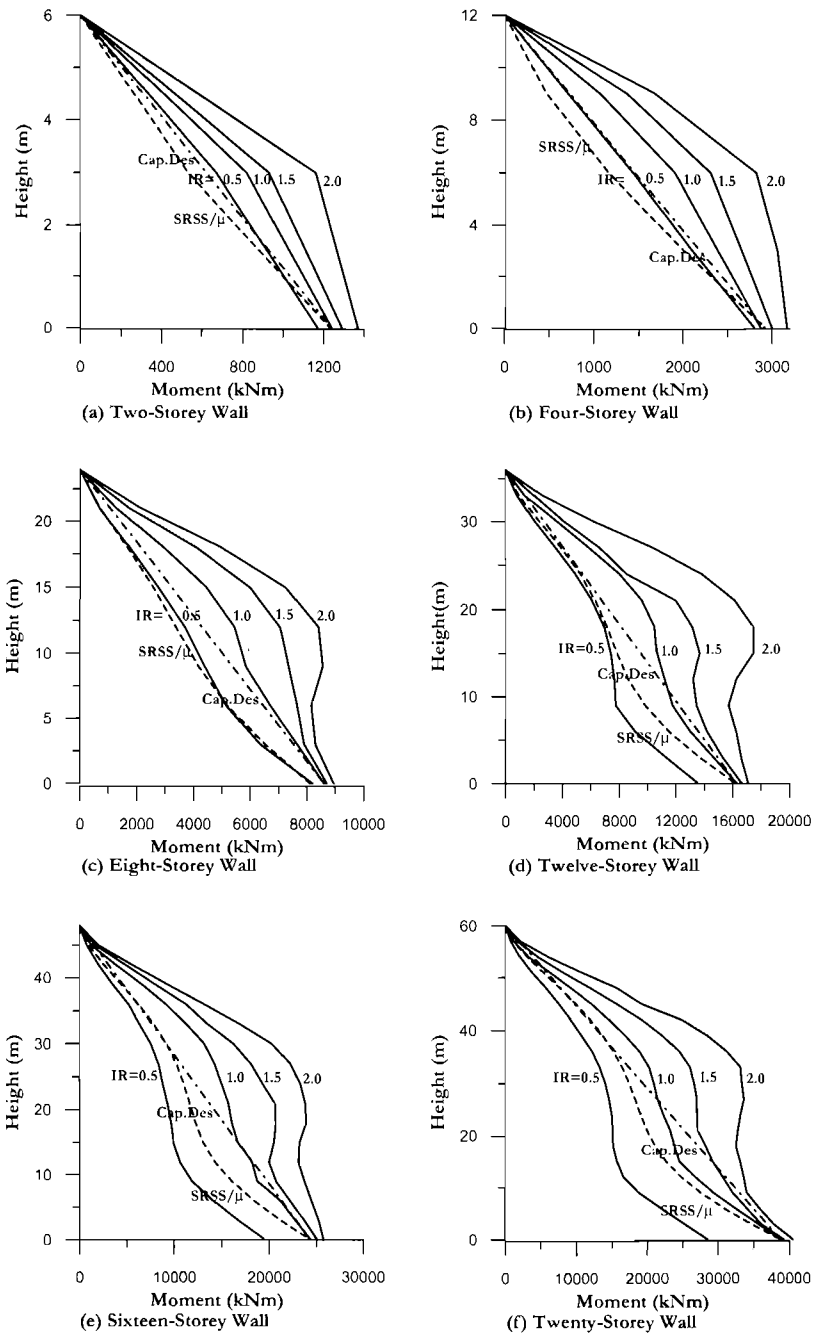 6
4
2
0
Height (m)
Cap.Des
IR= 0.5 1.0 1.5 2.0
SRSS/μ
0 400 800 1200
Moment (kNm)
(a) Two-Storey Wall
12
8
4
0
Height (m)
SRSS/μ
IR= 0.5 1.0 1.5 2.0
Cap.Des
0 1000 2000 3000
Moment (kNm)
(b) Four-Storey Wall
20
15
10
5
0
Height (m)
IR= 0.5 1.0 1.5 2.0
SRSS/μ
Cap.Des
0 2000 4000 6000 8000 10000
Moment (kNm)
(c) Eight-Storey Wall
30
20
10
0
Height(m)
IR=0.5 1.0 1.5 2.0
Cap.Des
SRSS/μ
0 4000 8000 12000 16000 20000
Moment (kNm)
(d) Twelve-Storey Wall
40
30
20
10
0
Height (m)
IR=0.5 1.0 1.5 2.0
Cap.Des
SRSS/μ
0 10000 20000 30000
Moment (kNm)
(e) Sixteen-Storey Wall
60
40
20
0
Height (m)
IR=0.5 1.0 1.5 2.0
Cap.Des
SRSS/μ
0 10000 20000 30000 40000
Moment (kNm)
(f) Twenty-Storey Wall